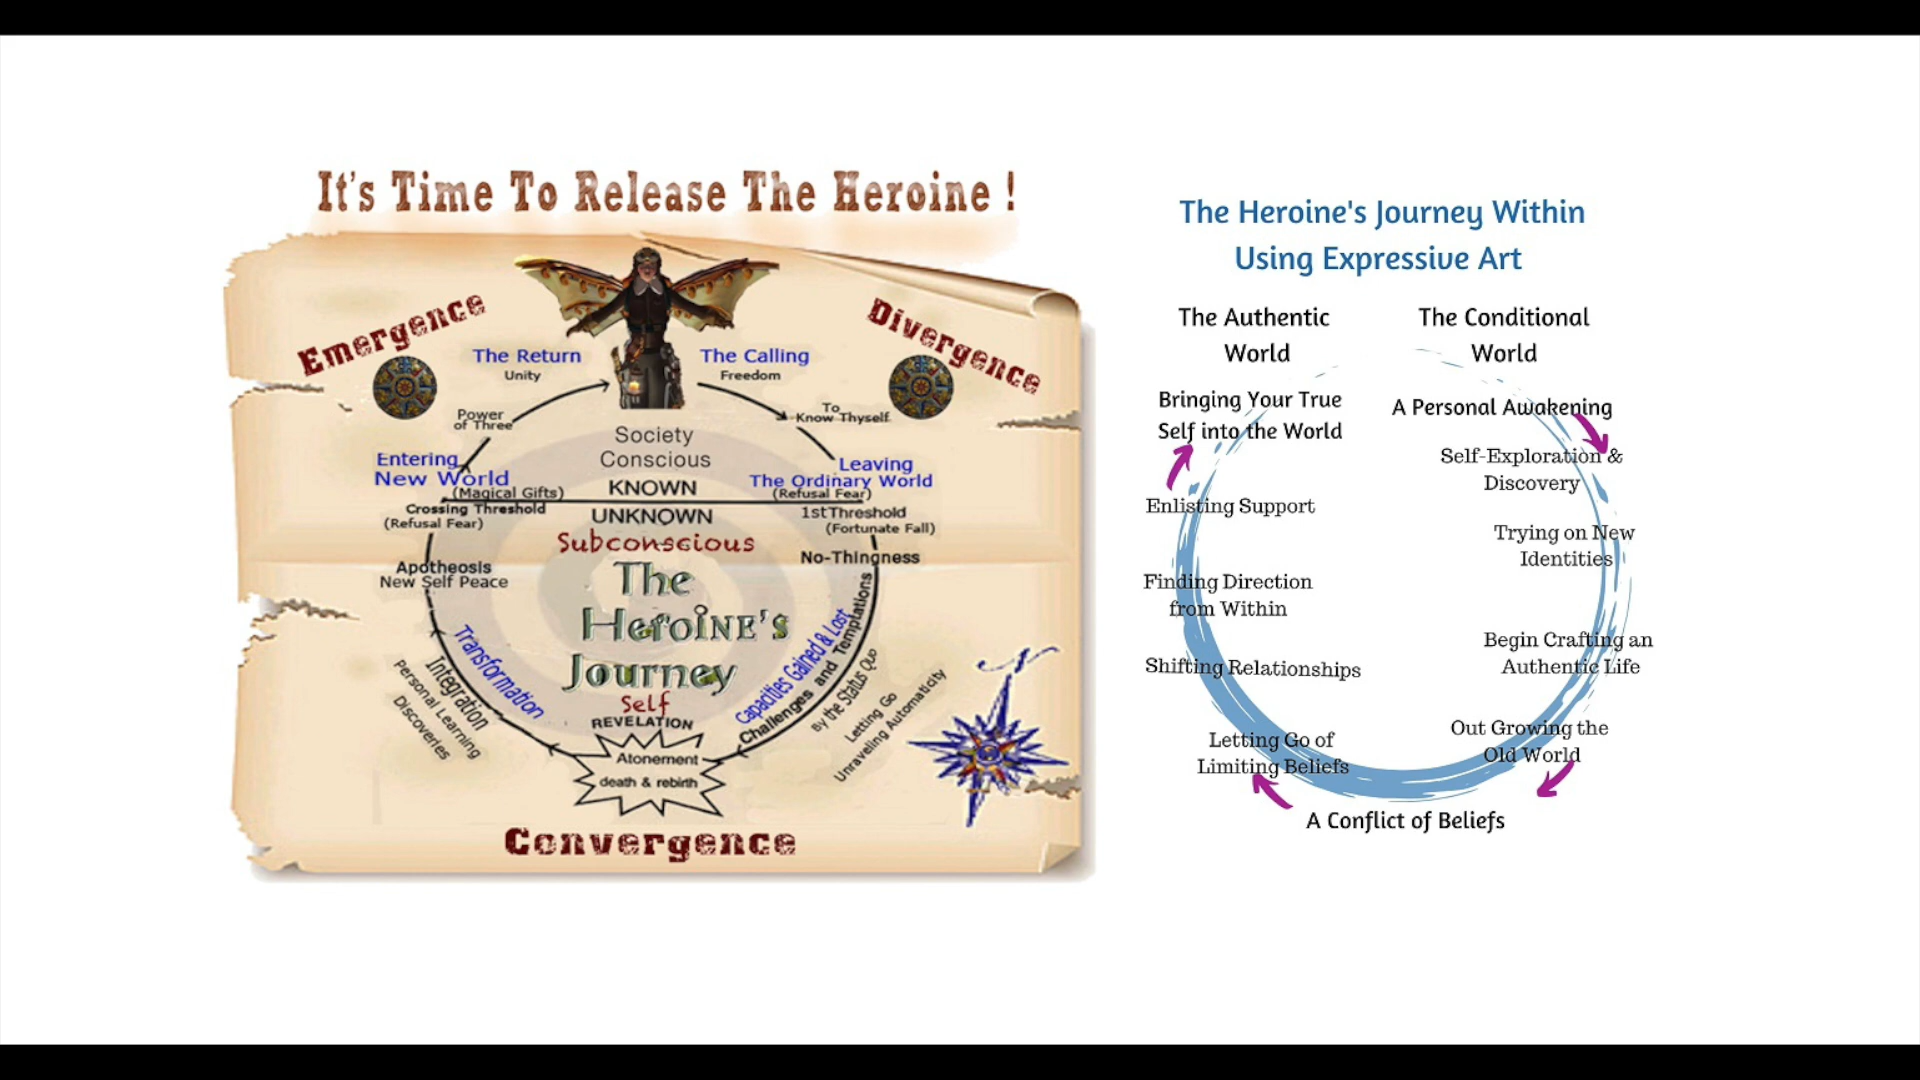 It's Time To Release The Heroine !
Emergence
Divergence
The Return
Unity
The Calling
Freedom
Power
of Three
To
Know Thyself
Society
Conscious
KNOWN
UNKNOWN
Subconscious
Entering
New World
(Magical Gifts)
Crossing Threshold
(Refusal Fear)
Leaving
The Ordinary World
(Refusal Fear)
1stThreshold
(Fortunate Fall)
No-Thingness
Apotheosis
New Self Peace
The
HeroINE's
Journey
Self
REVELATION
Atonement
death & rebirth
Transformation
Integration
Personal Learning
Discoveries
Capacities Gained & Lost
Challenges and Temptations
By the Status Quo
Letting Go
Unraveling Automaticity
N
Convergence
The Heroine's Journey Within
Using Expressive Art
The Authentic
World
The Conditional
World
Bringing Your True
Self into the World
A Personal Awakening
Self-Exploration &
Discovery
Enlisting Support
Trying on New
Identities
Finding Direction
from Within
Begin Crafting an
Authentic Life
Shifting Relationships
Out Growing the
Old World
Letting Go of
Limiting Beliefs
A Conflict of Beliefs